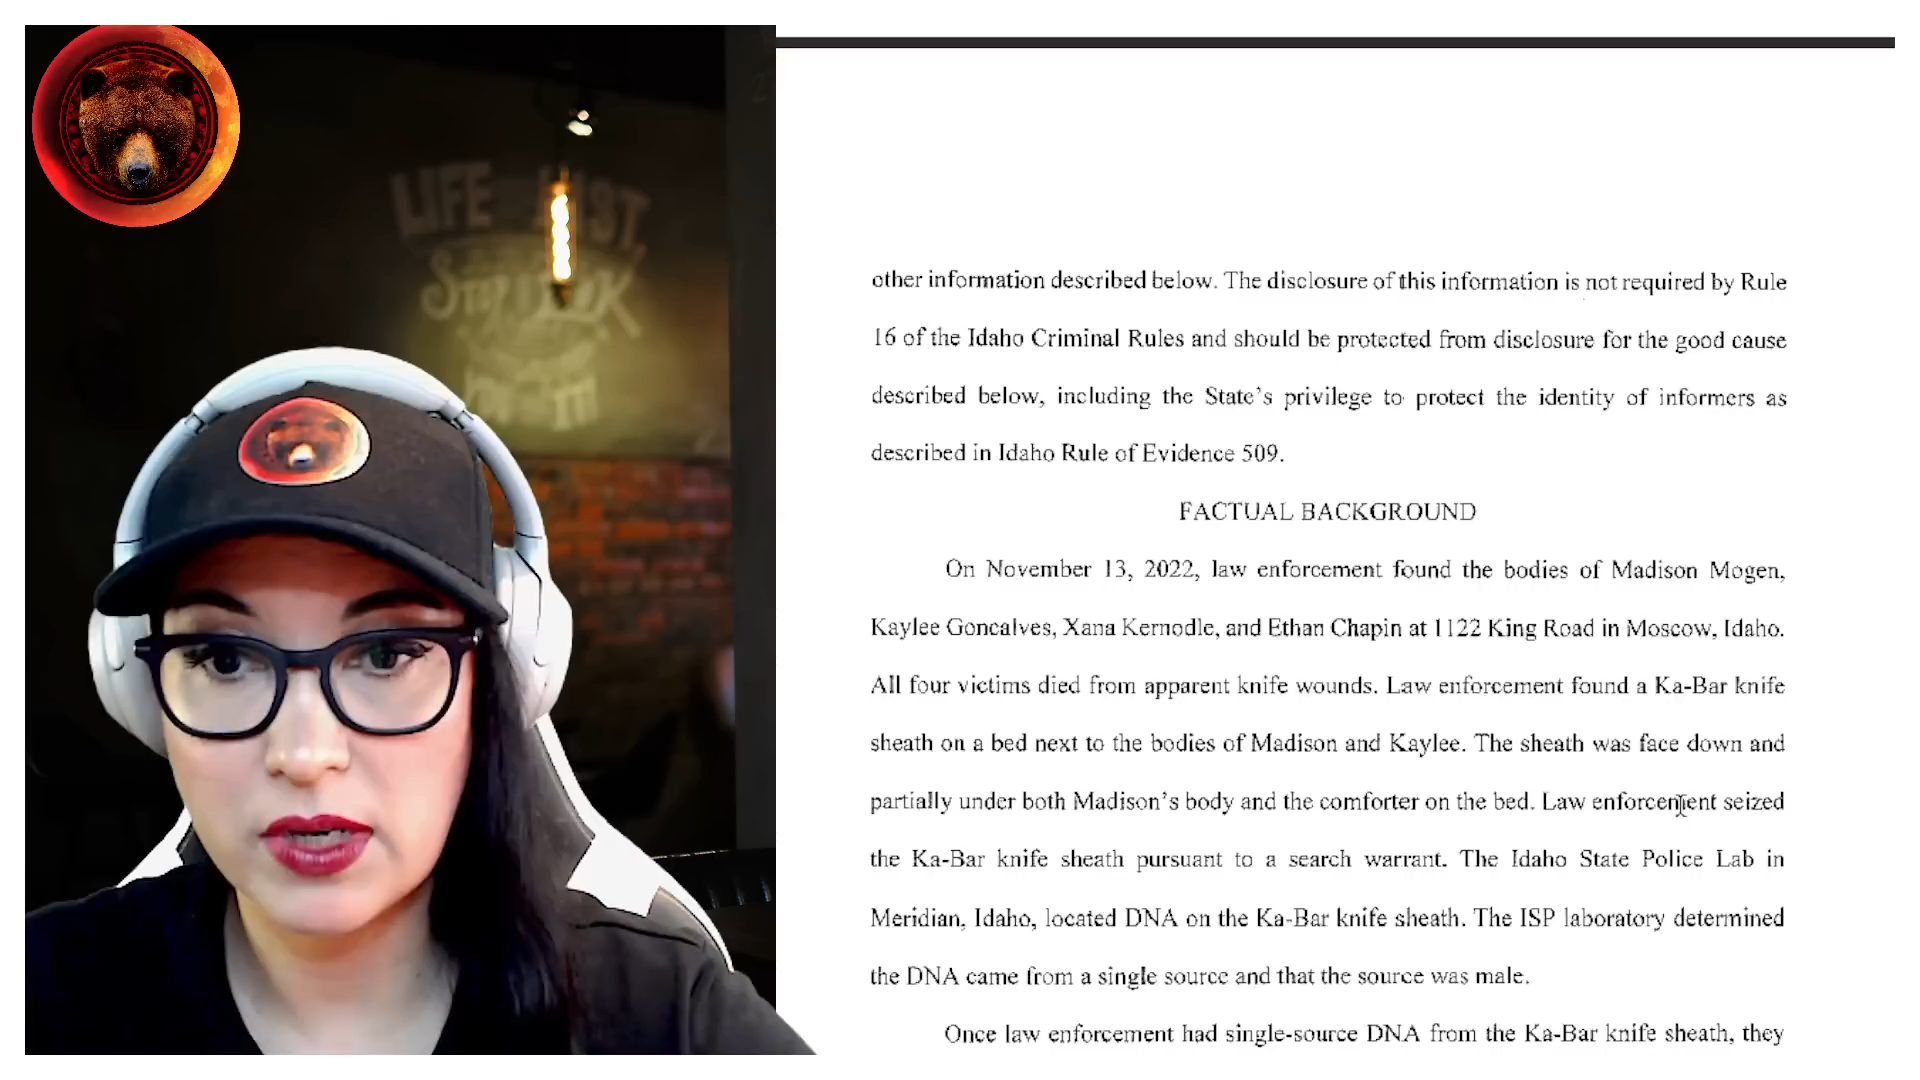 LIFE
other information described below. The disclosure of this information is not required by Rule
16 of the Idaho Criminal Rules and should be protected from disclosure for the good cause
described below, including the State's privilege to protect the identity of informers as
described in Idaho Rule of Evidence 509.
FACTUAL BACKGROUND
On November 13, 2022, law enforcement found the bodies of Madison Mogen,
Kaylee Goncalves, Xana Kernodle, and Ethan Chapin at 1122 King Road in Moscow, Idaho.
All four victims died from apparent knife wounds. Law enforcement found a Ka-Bar knife
sheath on a bed next to the bodies of Madison and Kaylee. The sheath was face down and
partially under both Madison's body and the comforter on the bed. Law enforcement seized
the Ka-Bar knife sheath pursuant to a search warrant. The Idaho State Police Lab in
Meridian, Idaho, located DNA on the Ka-Bar knife sheath. The ISP laboratory determined
the DNA came from a single source and that the source was male.
Once law enforcement had single-source DNA from the Ka-Bar knife sheath, they